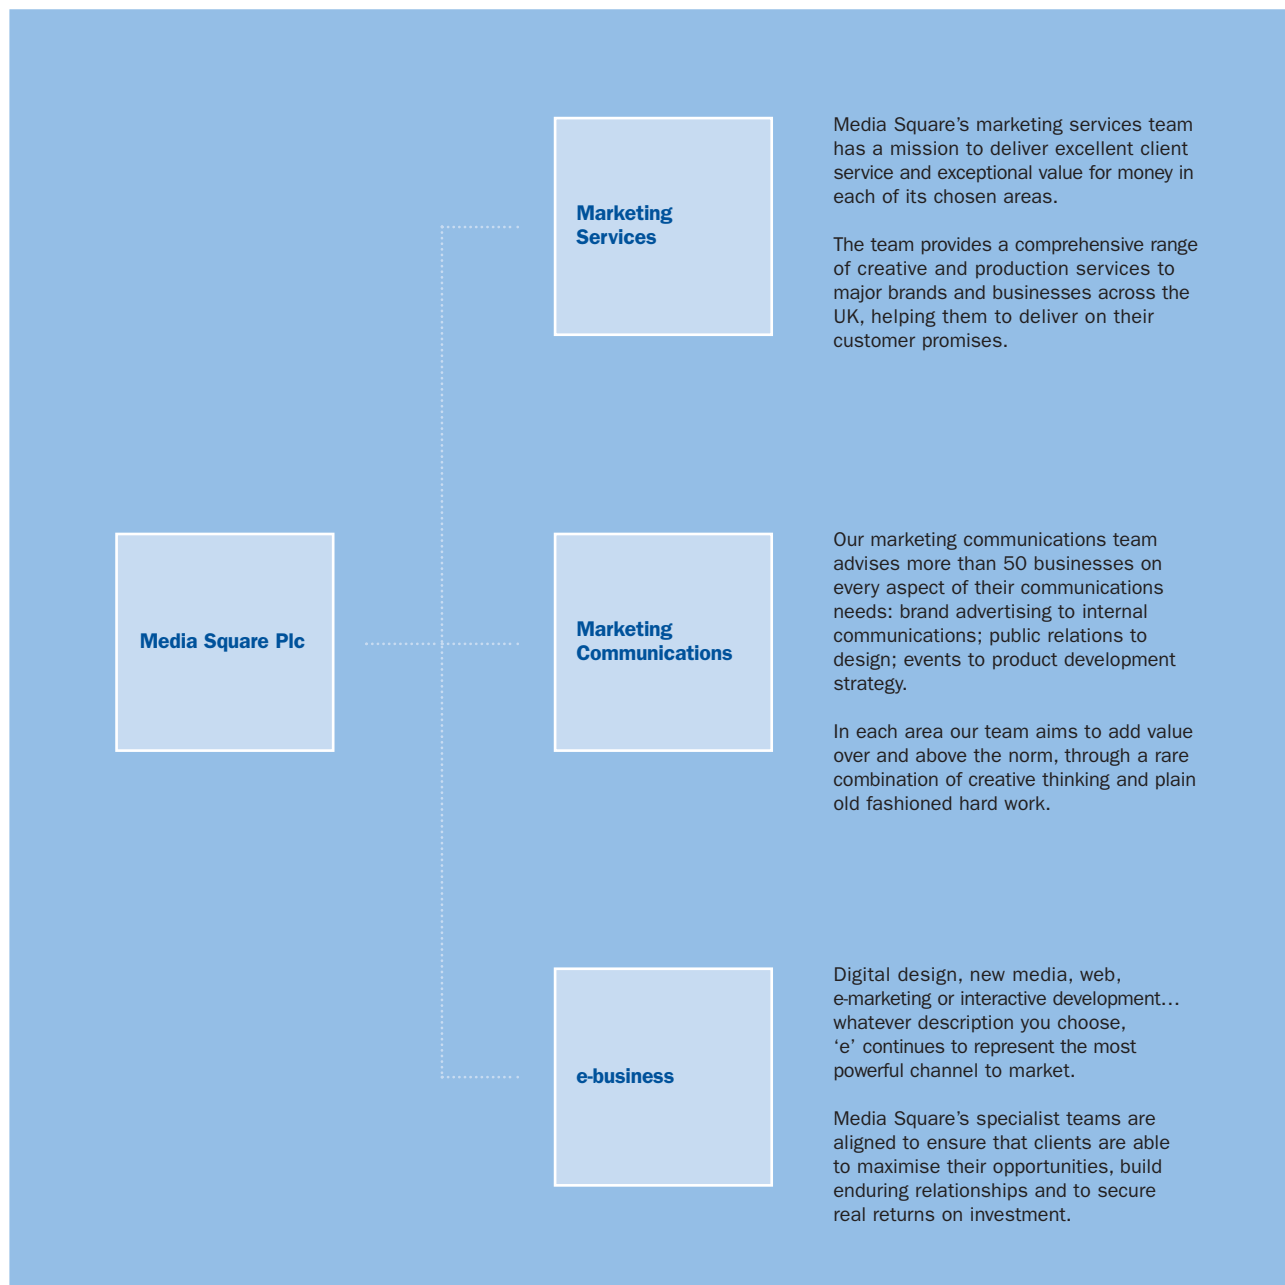 Media Square Plc
Marketing
Services
Media Square’s marketing services team
has a mission to deliver excellent client
service and exceptional value for money in
each of its chosen areas.
The team provides a comprehensive range
of creative and production services to
major brands and businesses across the
UK, helping them to deliver on their
customer promises.
Marketing
Communications
Our marketing communications team
advises more than 50 businesses on
every aspect of their communications
needs: brand advertising to internal
communications; public relations to
design; events to product development
strategy.
In each area our team aims to add value
over and above the norm, through a rare
combination of creative thinking and plain
old fashioned hard work.
e-business
Digital design, new media, web,
e-marketing or interactive development…
whatever description you choose,
‘e’ continues to represent the most
powerful channel to market.
Media Square’s specialist teams are
aligned to ensure that clients are able
to maximise their opportunities, build
enduring relationships and to secure
real returns on investment.